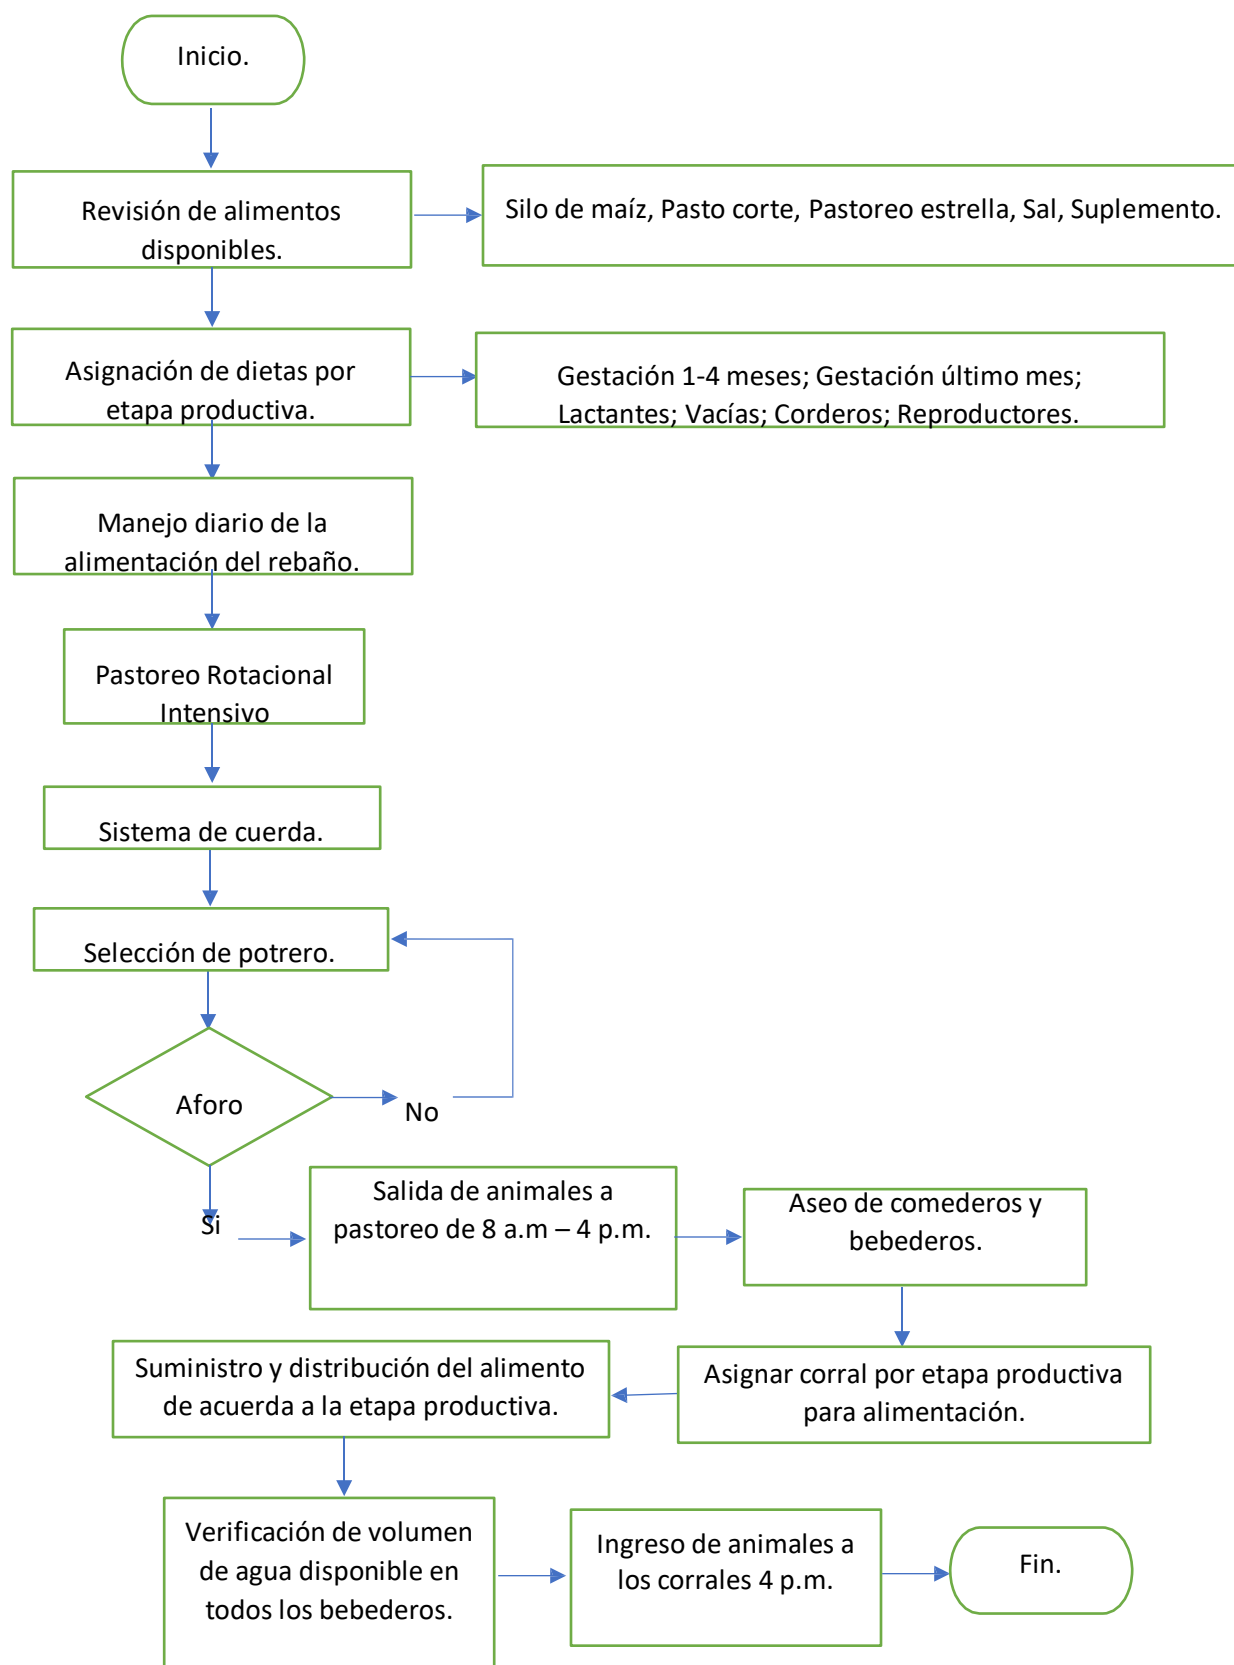 Inicio.
Revisión de alimentos
disponibles.
Silo de maíz, Pasto corte, Pastoreo estrella, Sal, Suplemento.
Asignación de dietas por
etapa productiva.
Gestación 1-4 meses; Gestación último mes;
Lactantes; Vacías; Corderos; Reproductores.
Manejo diario de la
alimentación del rebaño.
Pastoreo Rotacional
Intensivo
Sistema de cuerda.
Selección de potrero.
Aforo
No
Si
Salida de animales a
pastoreo de 8 a.m – 4 p.m.
Aseo de comederos y
bebederos.
Asignar corral por etapa productiva
para alimentación.
Suministro y distribución del alimento
de acuerda a la etapa productiva.
Verificación de volumen
de agua disponible en
todos los bebederos.
Ingreso de animales a
los corrales 4 p.m.
Fin.